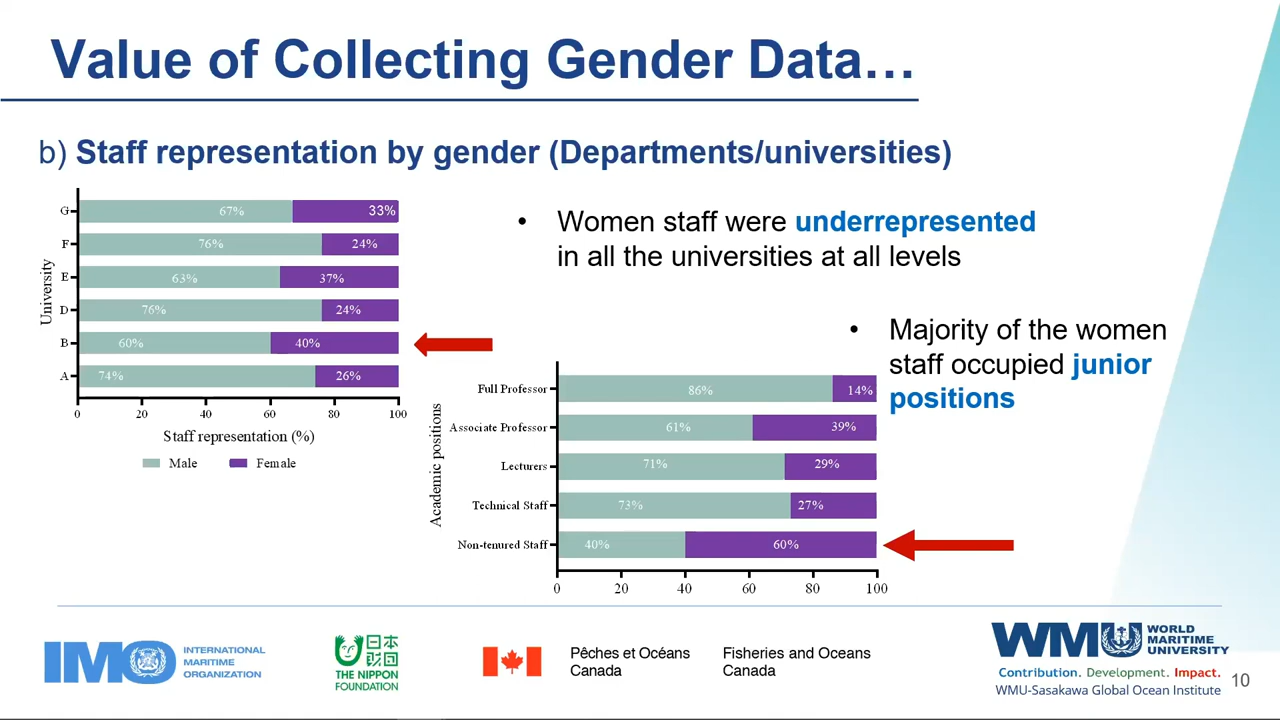 Value of Collecting Gender Data…
b) Staff representation by gender (Departments/universities)
University
G
67%
33%
F
76%
24%
E
63%
37%
D
76%
24%
B
60%
40%
A
74%
26%
0
20
40
60
80
100
Staff representation (%)
Male
Female
• Women staff were underrepresented
in all the universities at all levels
• Majority of the women
staff occupied junior
positions
Academic positions
Full Professor
86%
14%
Associate Professor
61%
39%
Lecturers
71%
29%
Technical Staff
73%
27%
Non-tenured Staff
40%
60%
0
20
40
60
80
100
IMO
INTERNATIONAL
MARITIME
ORGANIZATION
日本
財団
THE NIPPON
FOUNDATION
Pêches et Océans
Canada
Fisheries and Oceans
Canada
WMU
WORLD
MARITIME
UNIVERSITY
Contribution. Development. Impact.
WMU-Sasakawa Global Ocean Institute
10